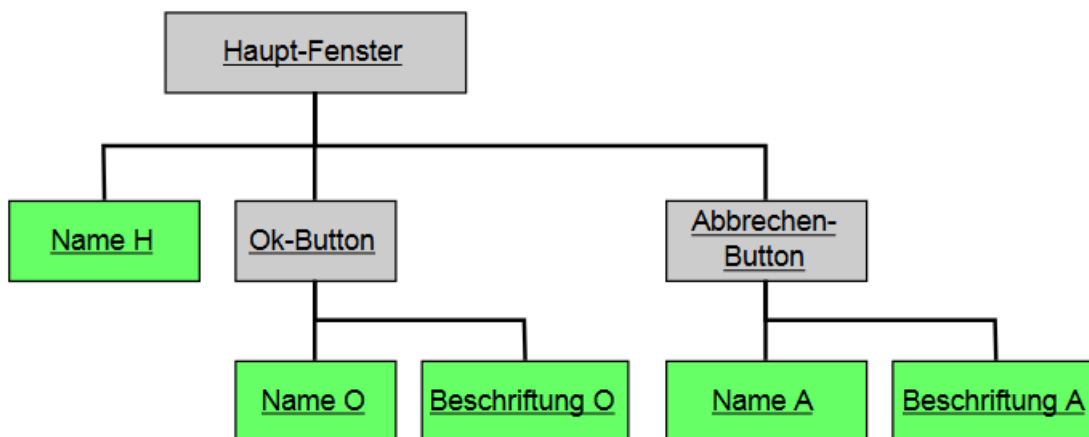 Haupt-Fenster
Name H
Ok-Button
Abbrechen-
Button
Name O
Beschriftung O
Name A
Beschriftung A